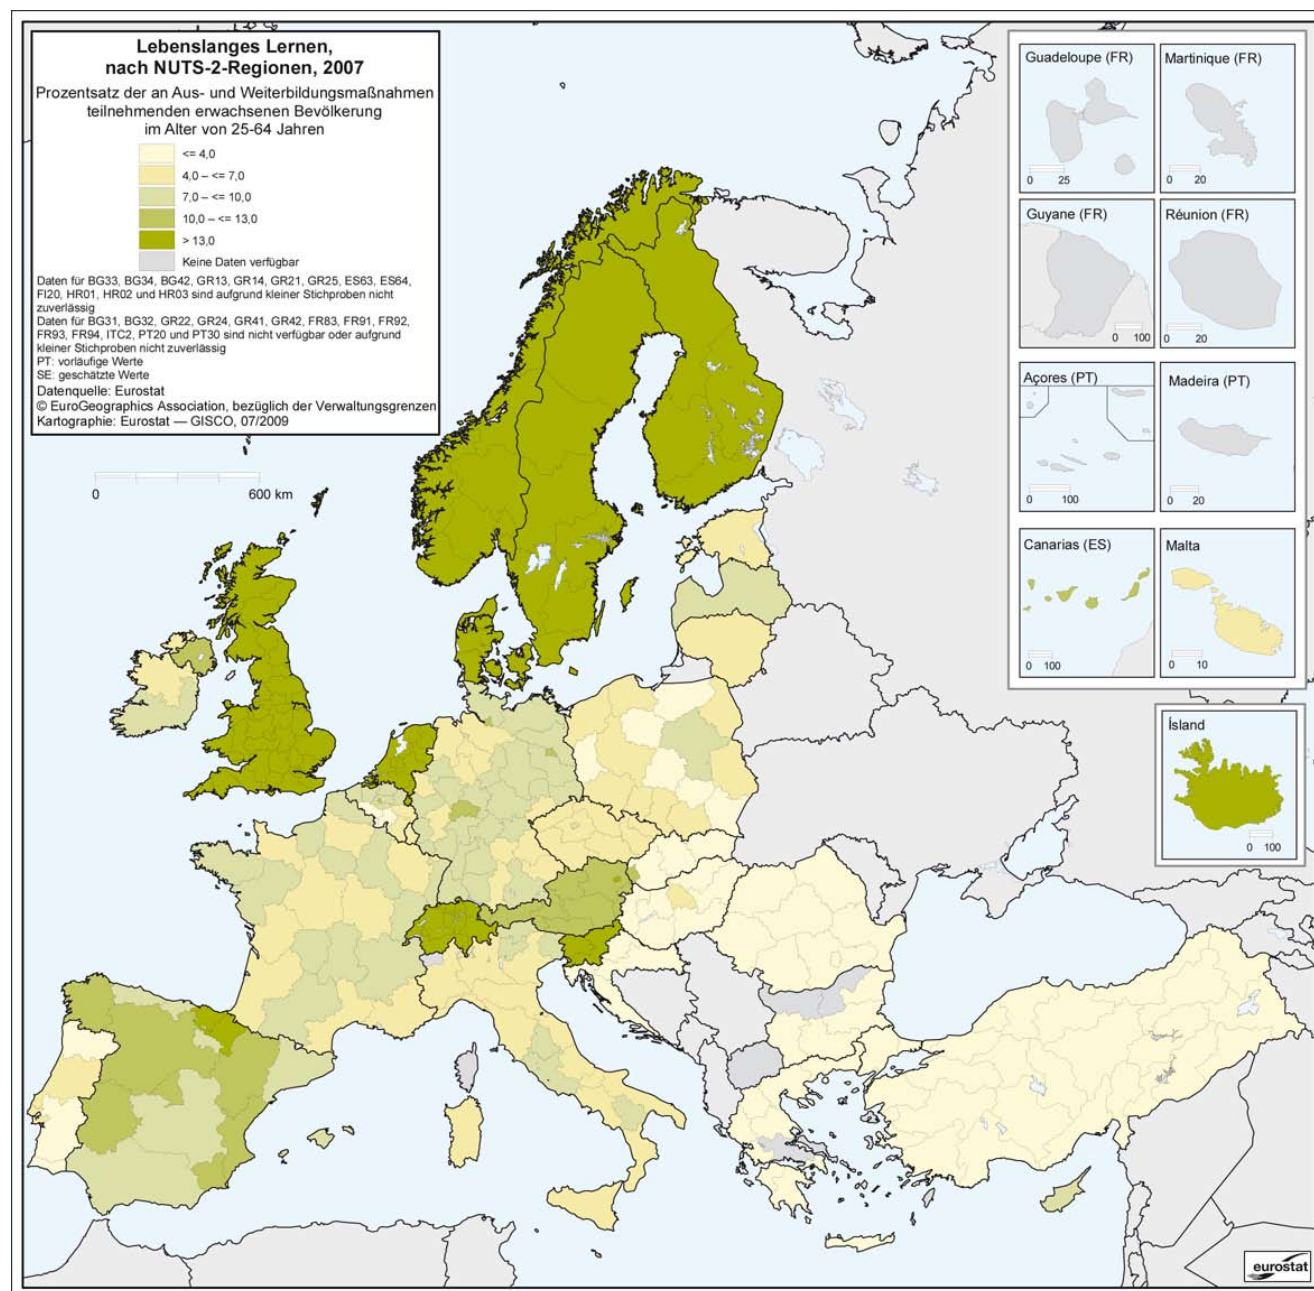 Lebenslanges Lernen,
nach NUTS-2-Regionen, 2007
Prozentsatz der an Aus- und Weiterbildungsmaßnahmen
teilnehmenden erwachsenen Bevölkerung
im Alter von 25-64 Jahren
<= 4,0
4,0 – <= 7,0
7,0 – <= 10,0
10,0 – <= 13,0
> 13,0
Keine Daten verfügbar
Daten für BG33, BG34, BG42, GR13, GR14, GR21, GR25, ES63, ES64,
FI20, HR01, HR02 und HR03 sind aufgrund kleiner Stichproben nicht
zuverlässig
Daten für BG31, BG32, GR22, GR24, GR41, GR42, FR83, FR91, FR92,
FR93, FR94, ITC2, PT20 und PT30 sind nicht verfügbar oder aufgrund
kleiner Stichproben nicht zuverlässig
PT: vorläufige Werte
SE: geschätzte Werte
Datenquelle: Eurostat
© EuroGeographics Association, bezüglich der Verwaltungsgrenzen
Kartographie: Eurostat — GISCO, 07/2009
0 600 km
Guadeloupe (FR)
0 25
Martinique (FR)
0 20
Guyane (FR)
0 100
Réunion (FR)
0 20
Açores (PT)
0 100
Madeira (PT)
0 20
Canarias (ES)
0 100
Malta
0 10
Ísland
0 100
eurostat